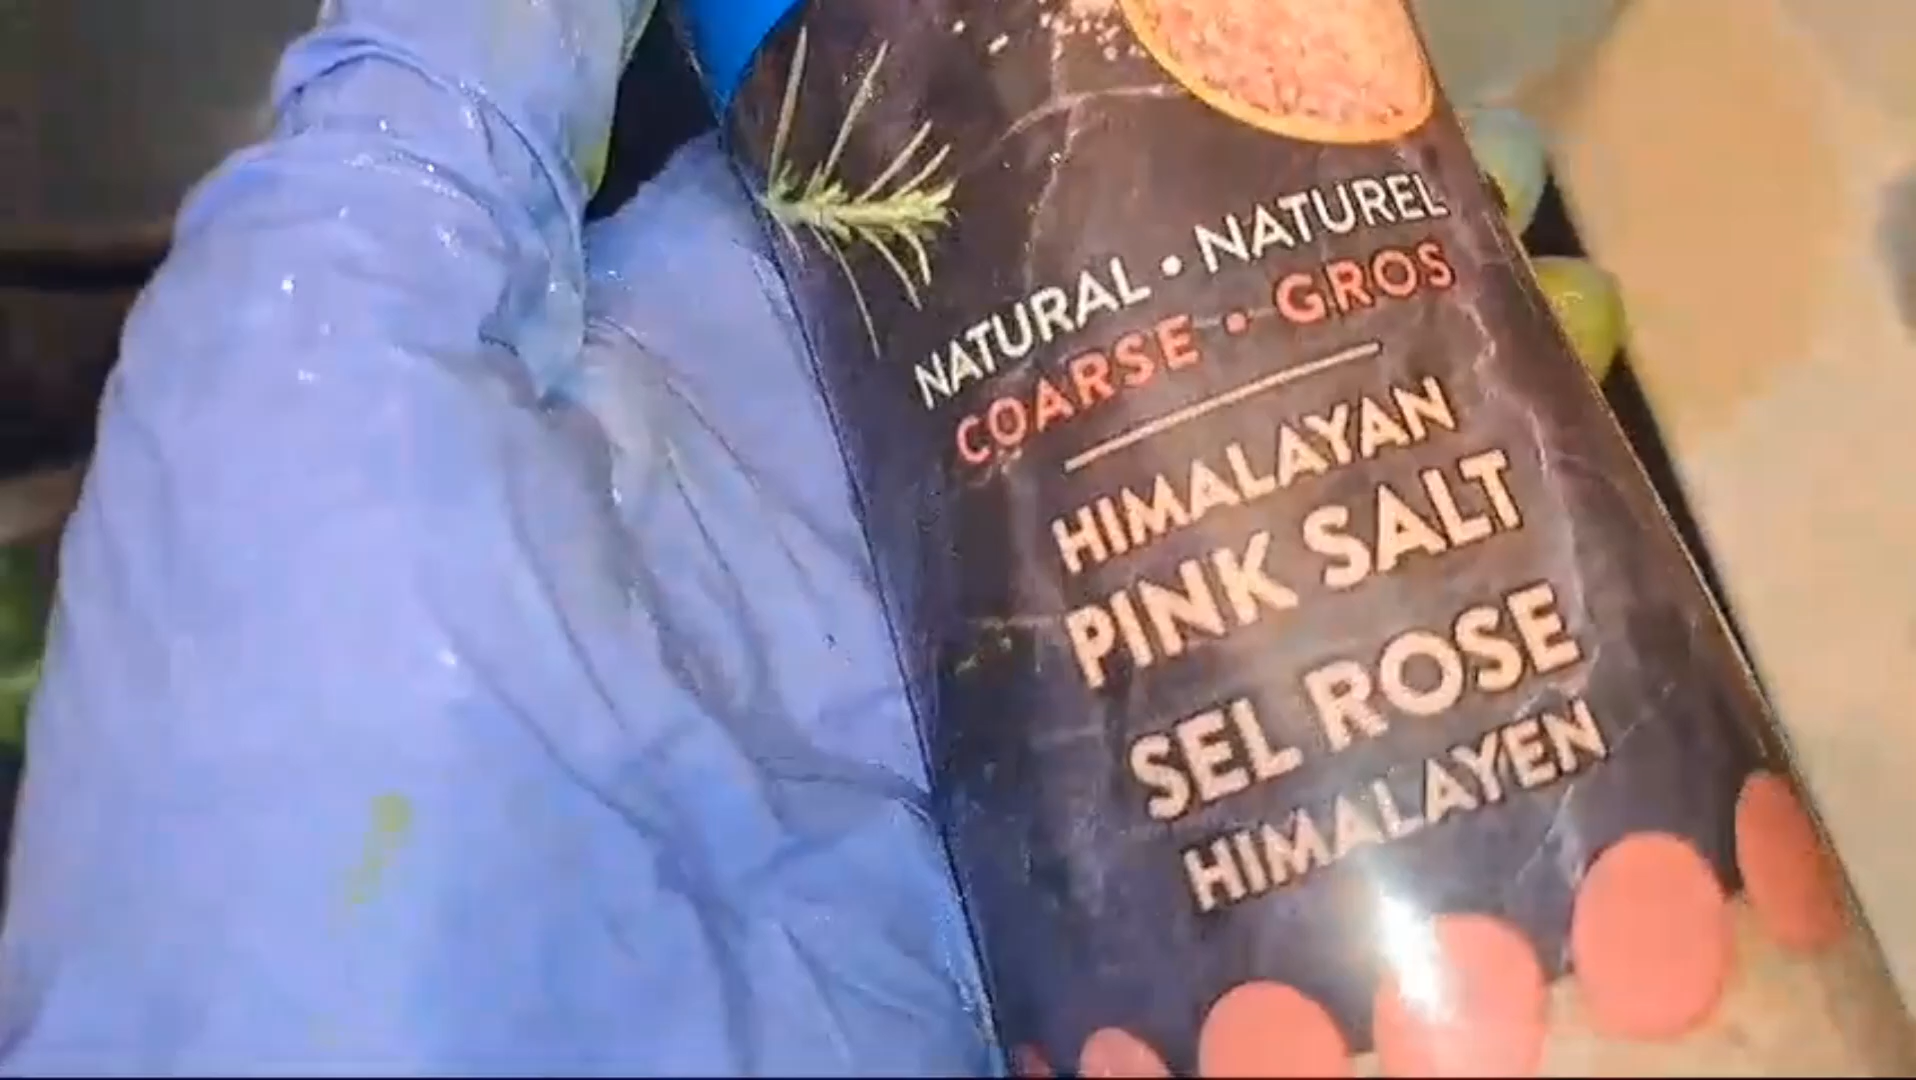 NATURAL • NATUREL
COARSE • GROS
HIMALAYAN
PINK SALT
SEL ROSE
HIMALAYEN